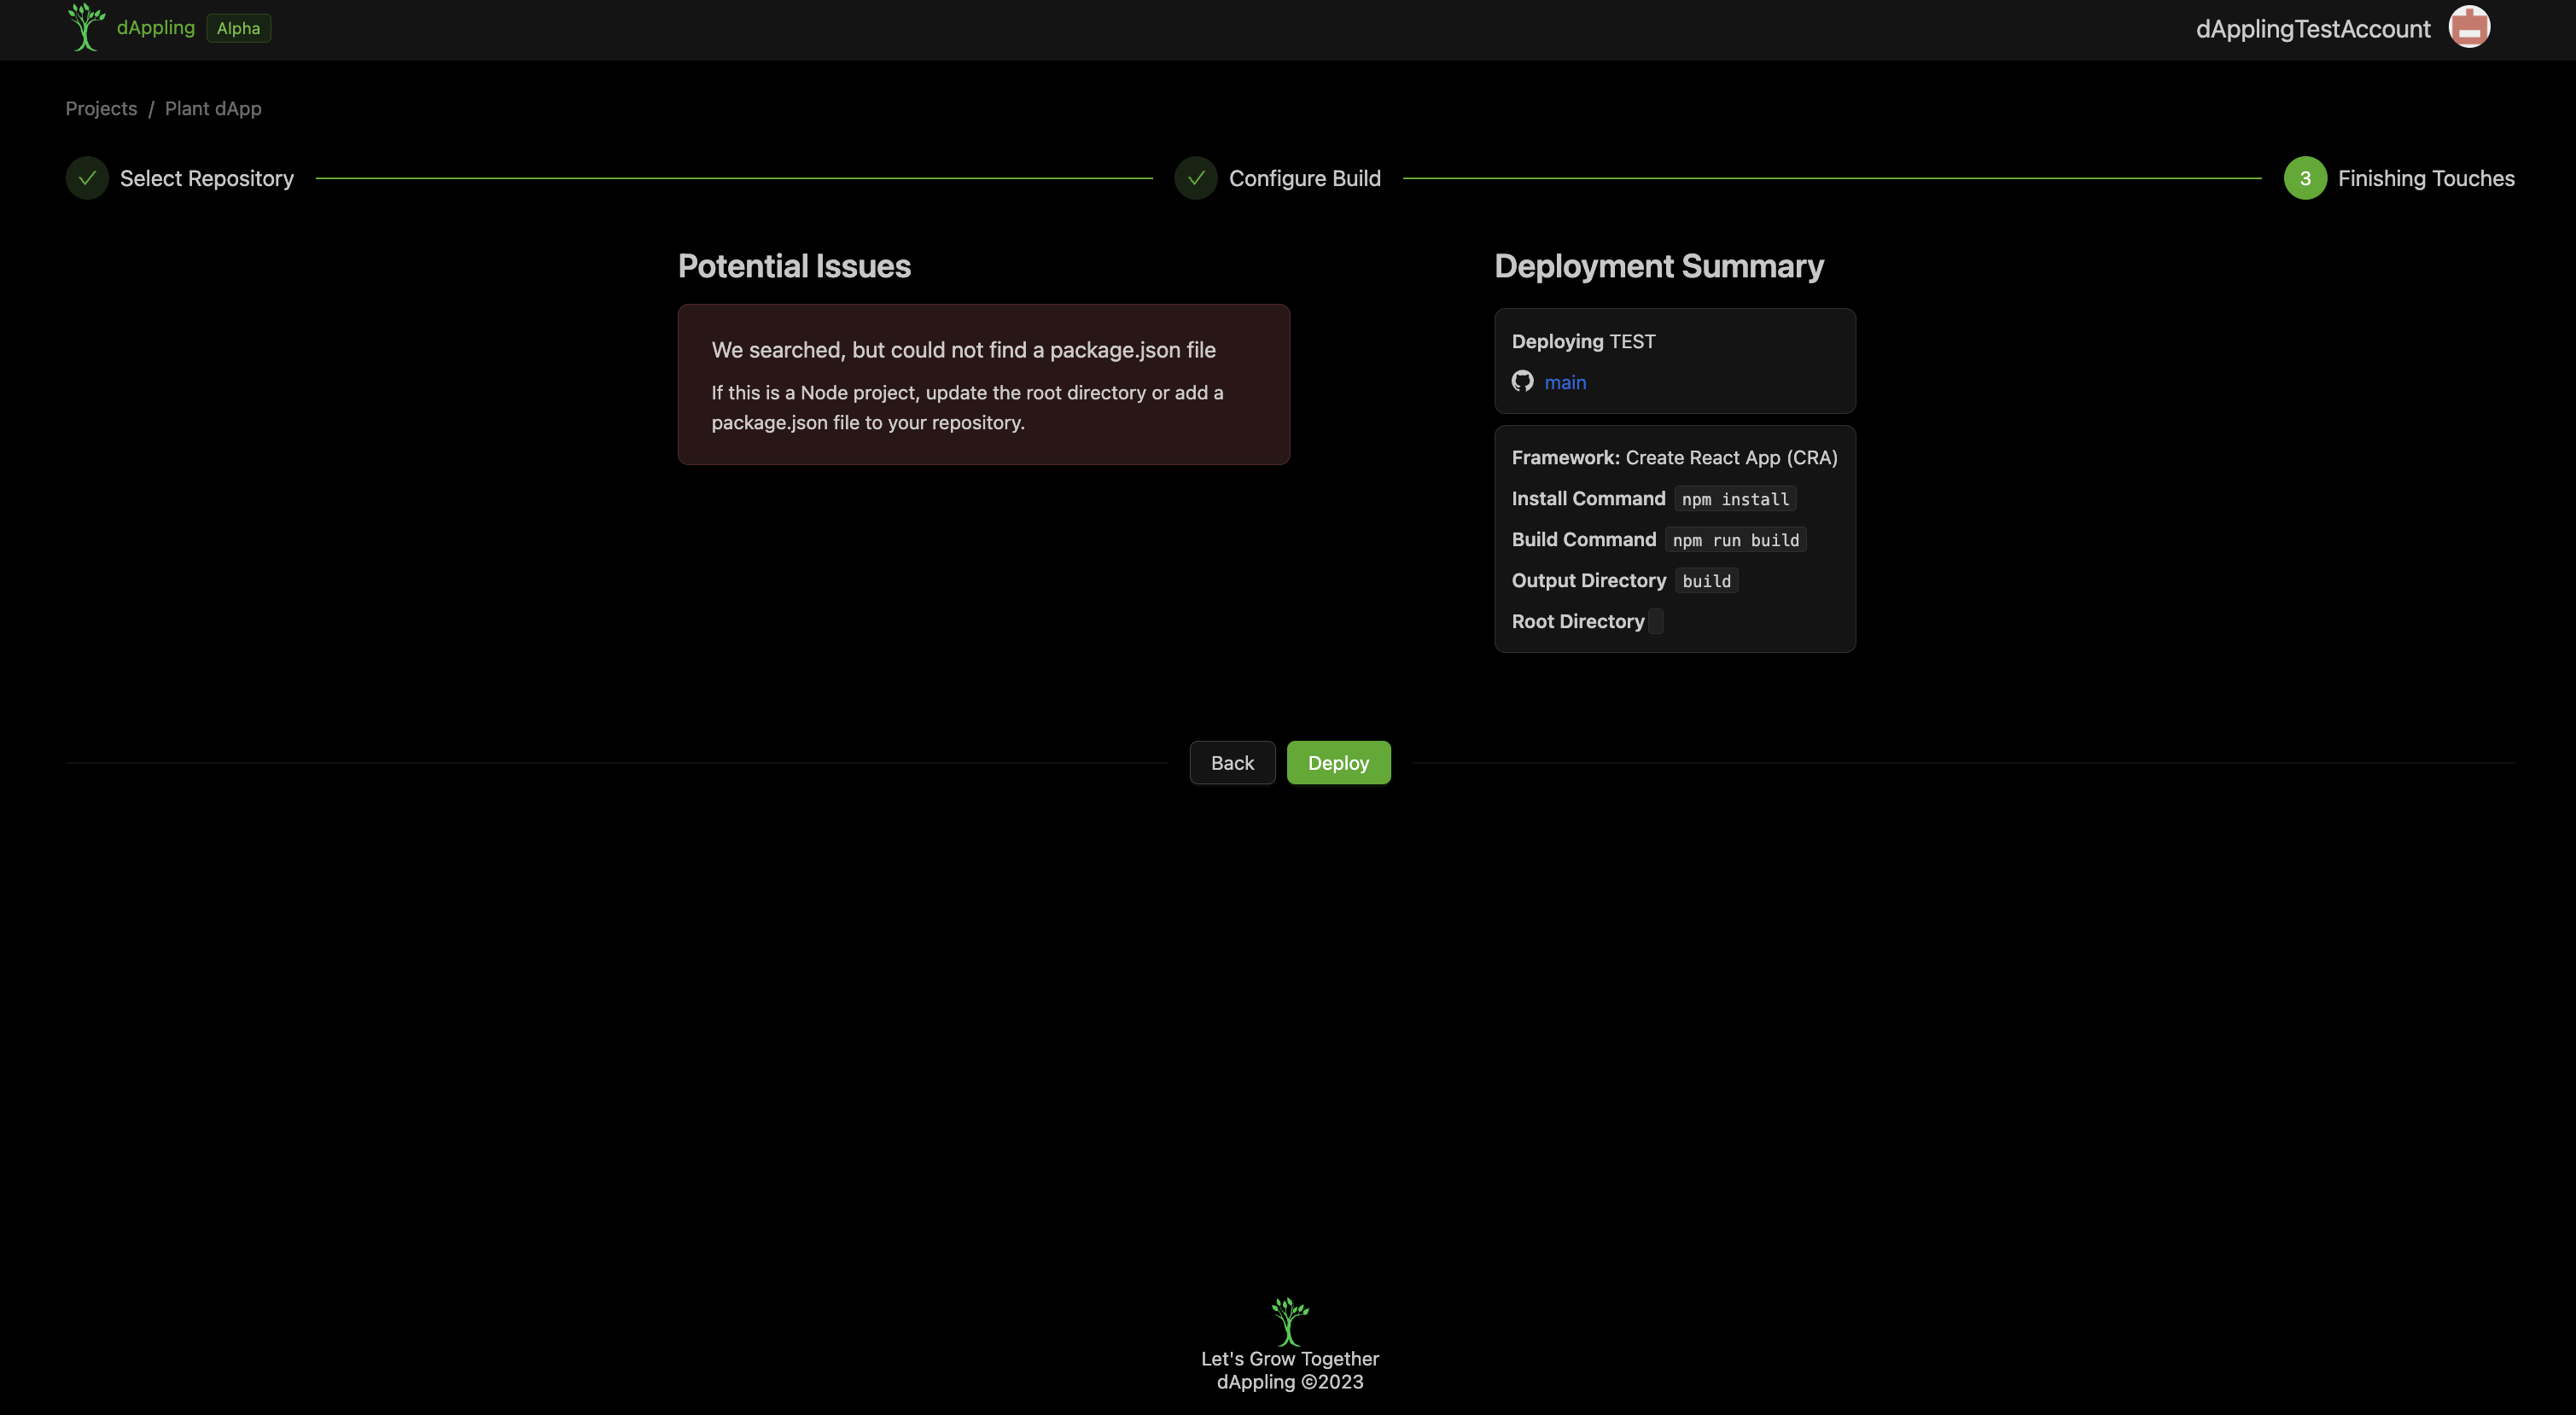 dAppling Alpha
dApplingTestAccount
Projects / Plant dApp
Select Repository
Configure Build
3 Finishing Touches
Potential Issues
We searched, but could not find a package.json file
If this is a Node project, update the root directory or add a
package.json file to your repository.
Deployment Summary
Deploying TEST
main
Framework: Create React App (CRA)
Install Command npm install
Build Command npm run build
Output Directory build
Root Directory
Back
Deploy
Let's Grow Together
dAppling ©2023